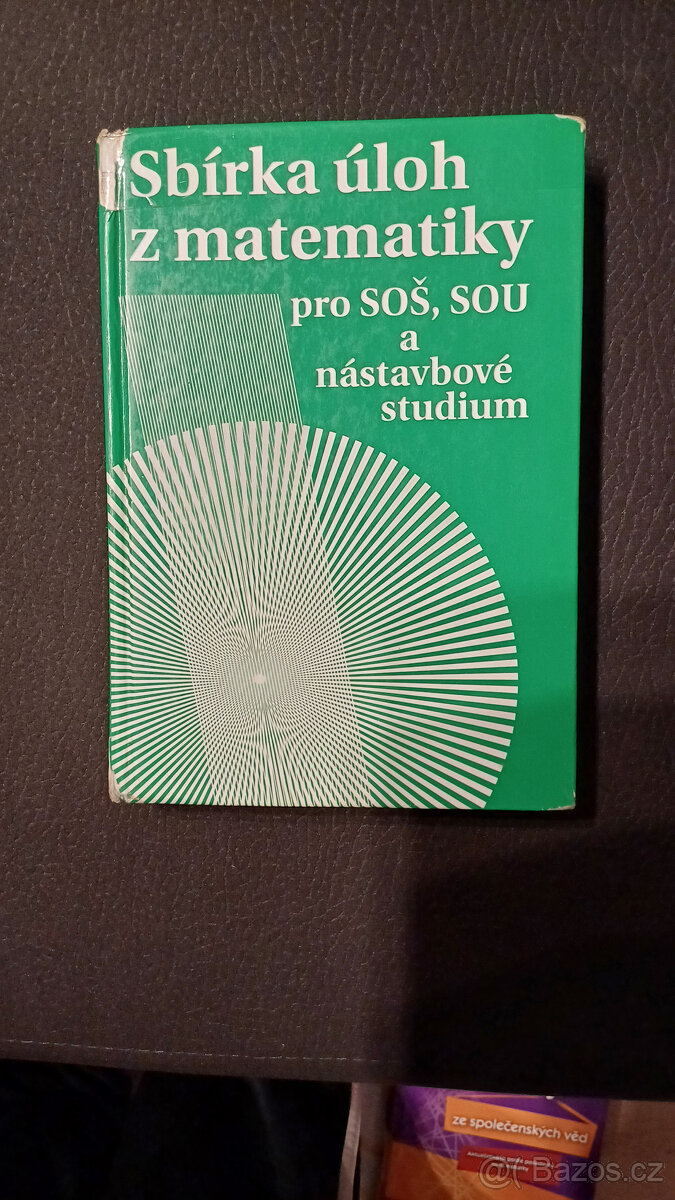 Sbírka úloh
z matematiky
pro SOŠ, SOU
a
nástavbové
studium
ze společenských věd
@ Bazos.cz